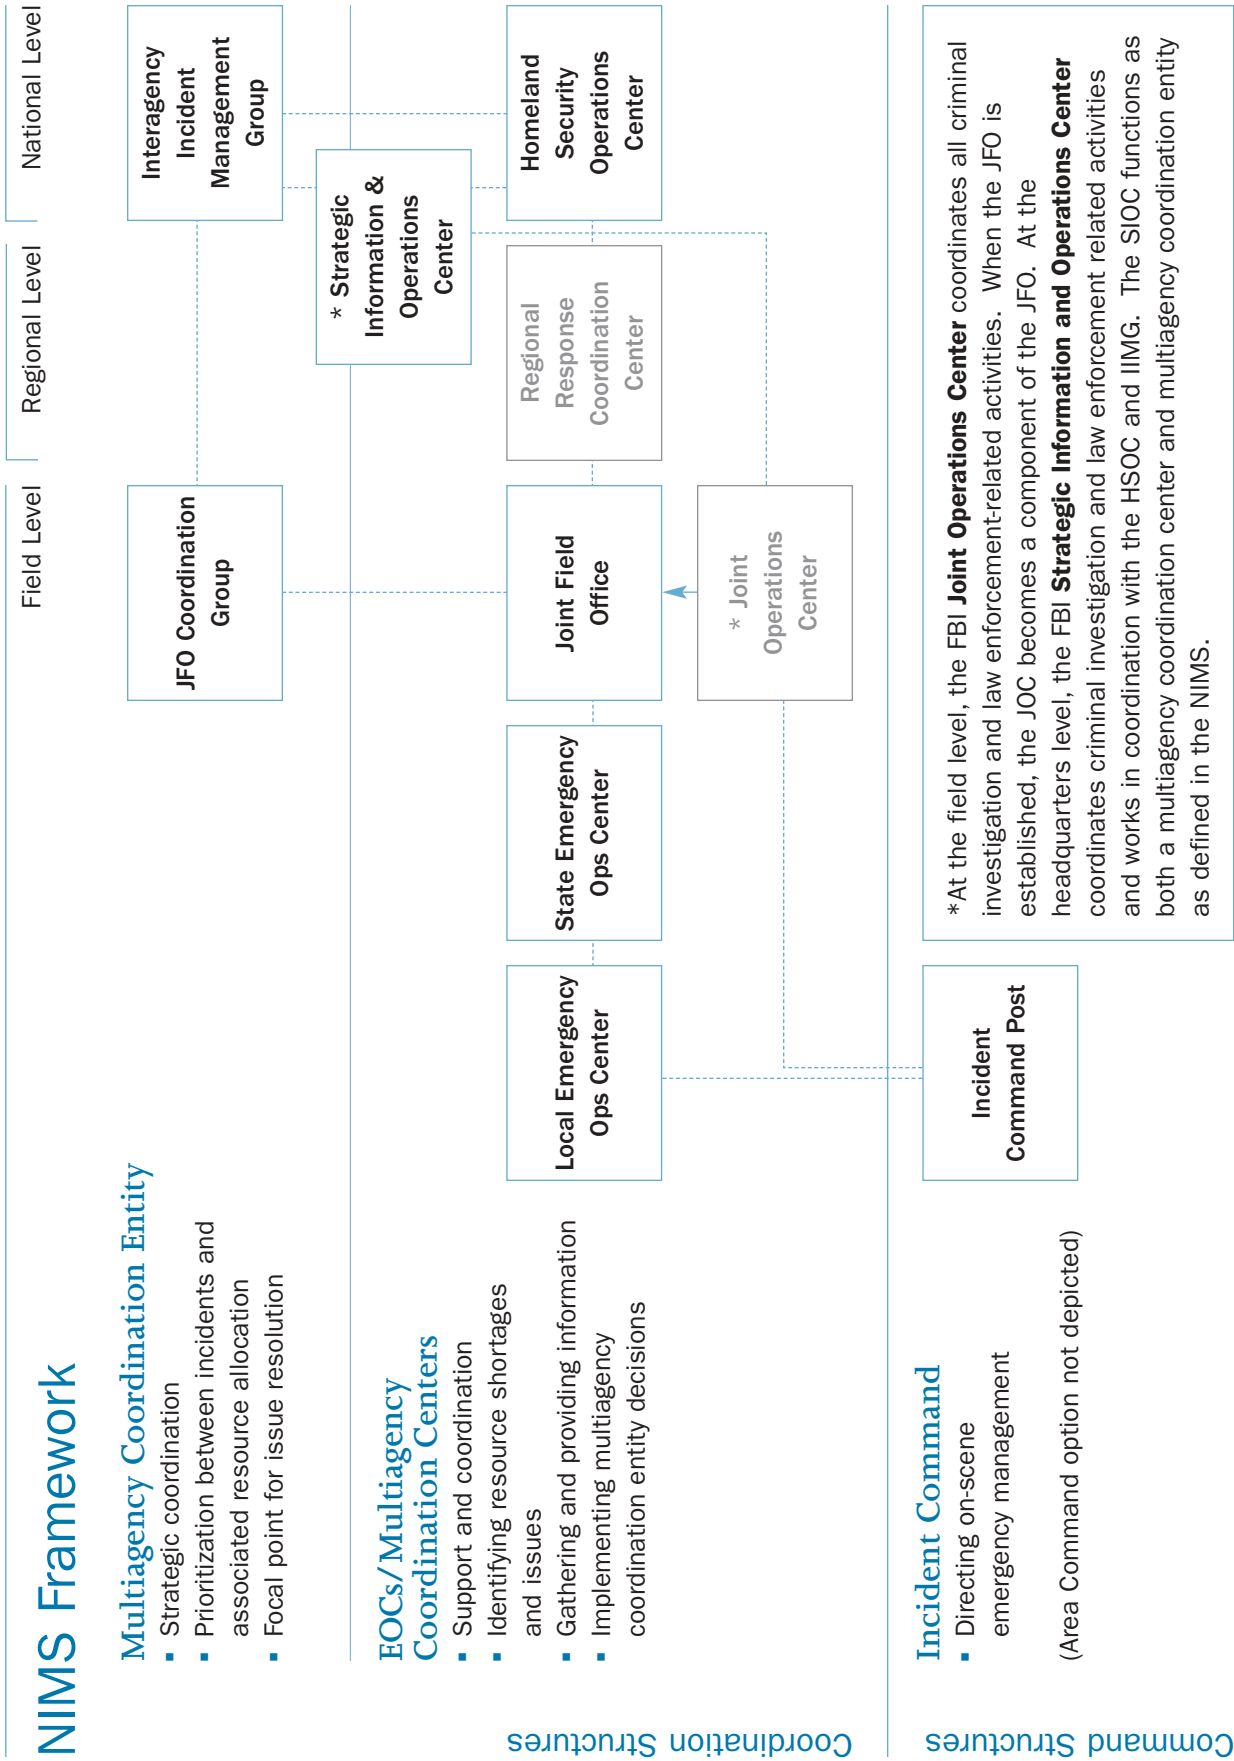 NIMS Framework
Field Level
Regional Level
National Level
Coordination Structures
Multiagency Coordination Entity
▪ Strategic coordination
▪ Prioritization between incidents and
associated resource allocation
▪ Focal point for issue resolution
JFO Coordination
Group
Interagency
Incident
Management
Group
* Strategic
Information &
Operations
Center
EOCs/Multiagency
Coordination Centers
▪ Support and coordination
▪ Identifying resource shortages
and issues
▪ Gathering and providing information
▪ Implementing multiagency
coordination entity decisions
Local Emergency
Ops Center
State Emergency
Ops Center
Joint Field
Office
Regional
Response
Coordination
Center
Homeland
Security
Operations
Center
* Joint
Operations
Center
Command Structures
Incident Command
▪ Directing on-scene
emergency management
(Area Command option not depicted)
Incident
Command Post
*At the field level, the FBI Joint Operations Center coordinates all criminal
investigation and law enforcement-related activities. When the JFO is
established, the JOC becomes a component of the JFO. At the
headquarters level, the FBI Strategic Information and Operations Center
coordinates criminal investigation and law enforcement related activities
and works in coordination with the HSOC and IIMG. The SIOC functions as
both a multiagency coordination center and multiagency coordination entity
as defined in the NIMS.